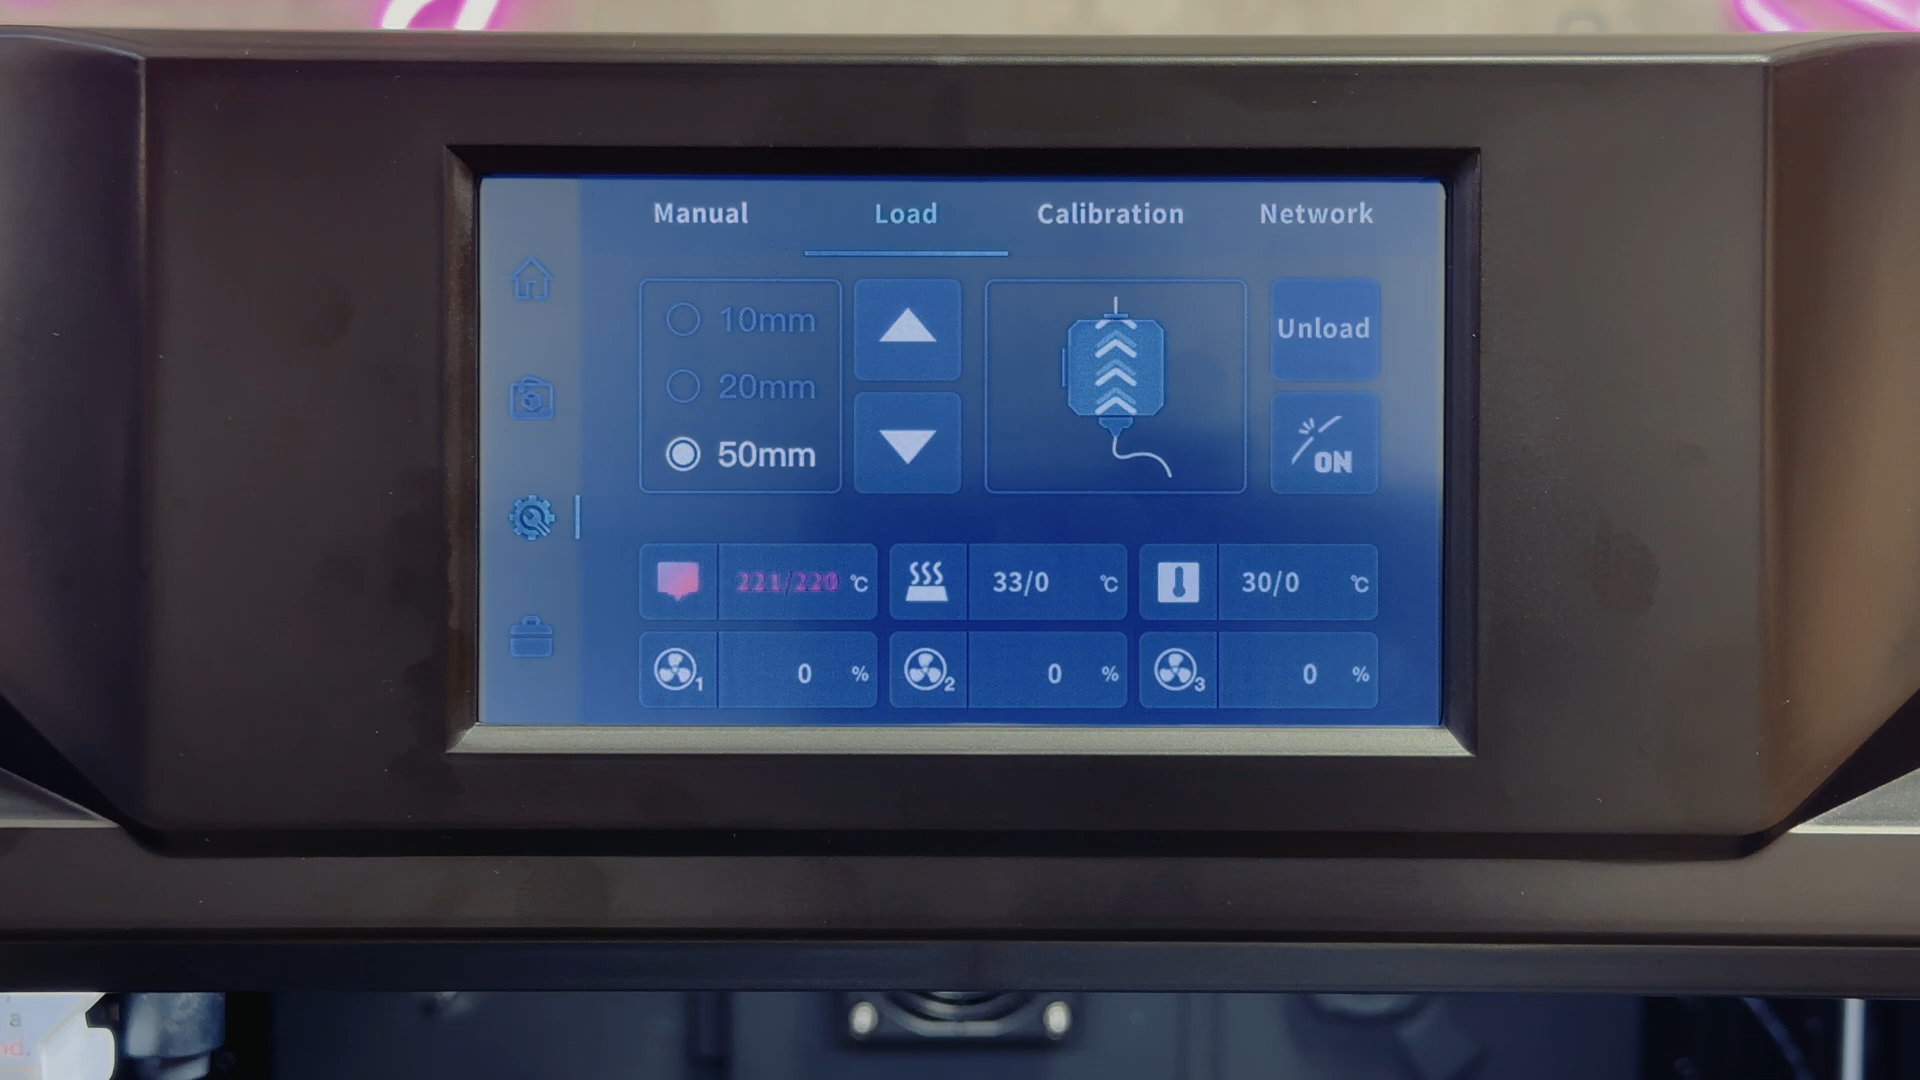 Manual Load Calibration Network
10mm
20mm
50mm
Unload
ON
221/220 ℃ 33/0 ℃ 30/0 ℃
1 0 % 2 0 % 3 0 %
a
nd.